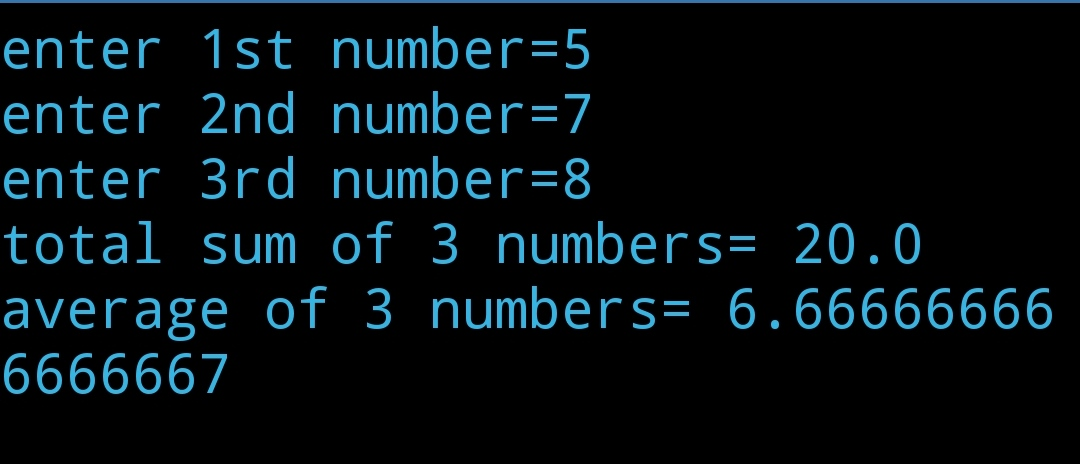 enter 1st number=5
enter 2nd number=7
enter 3rd number=8
total sum of 3 numbers= 20.0
average of 3 numbers= 6.66666666
6666667